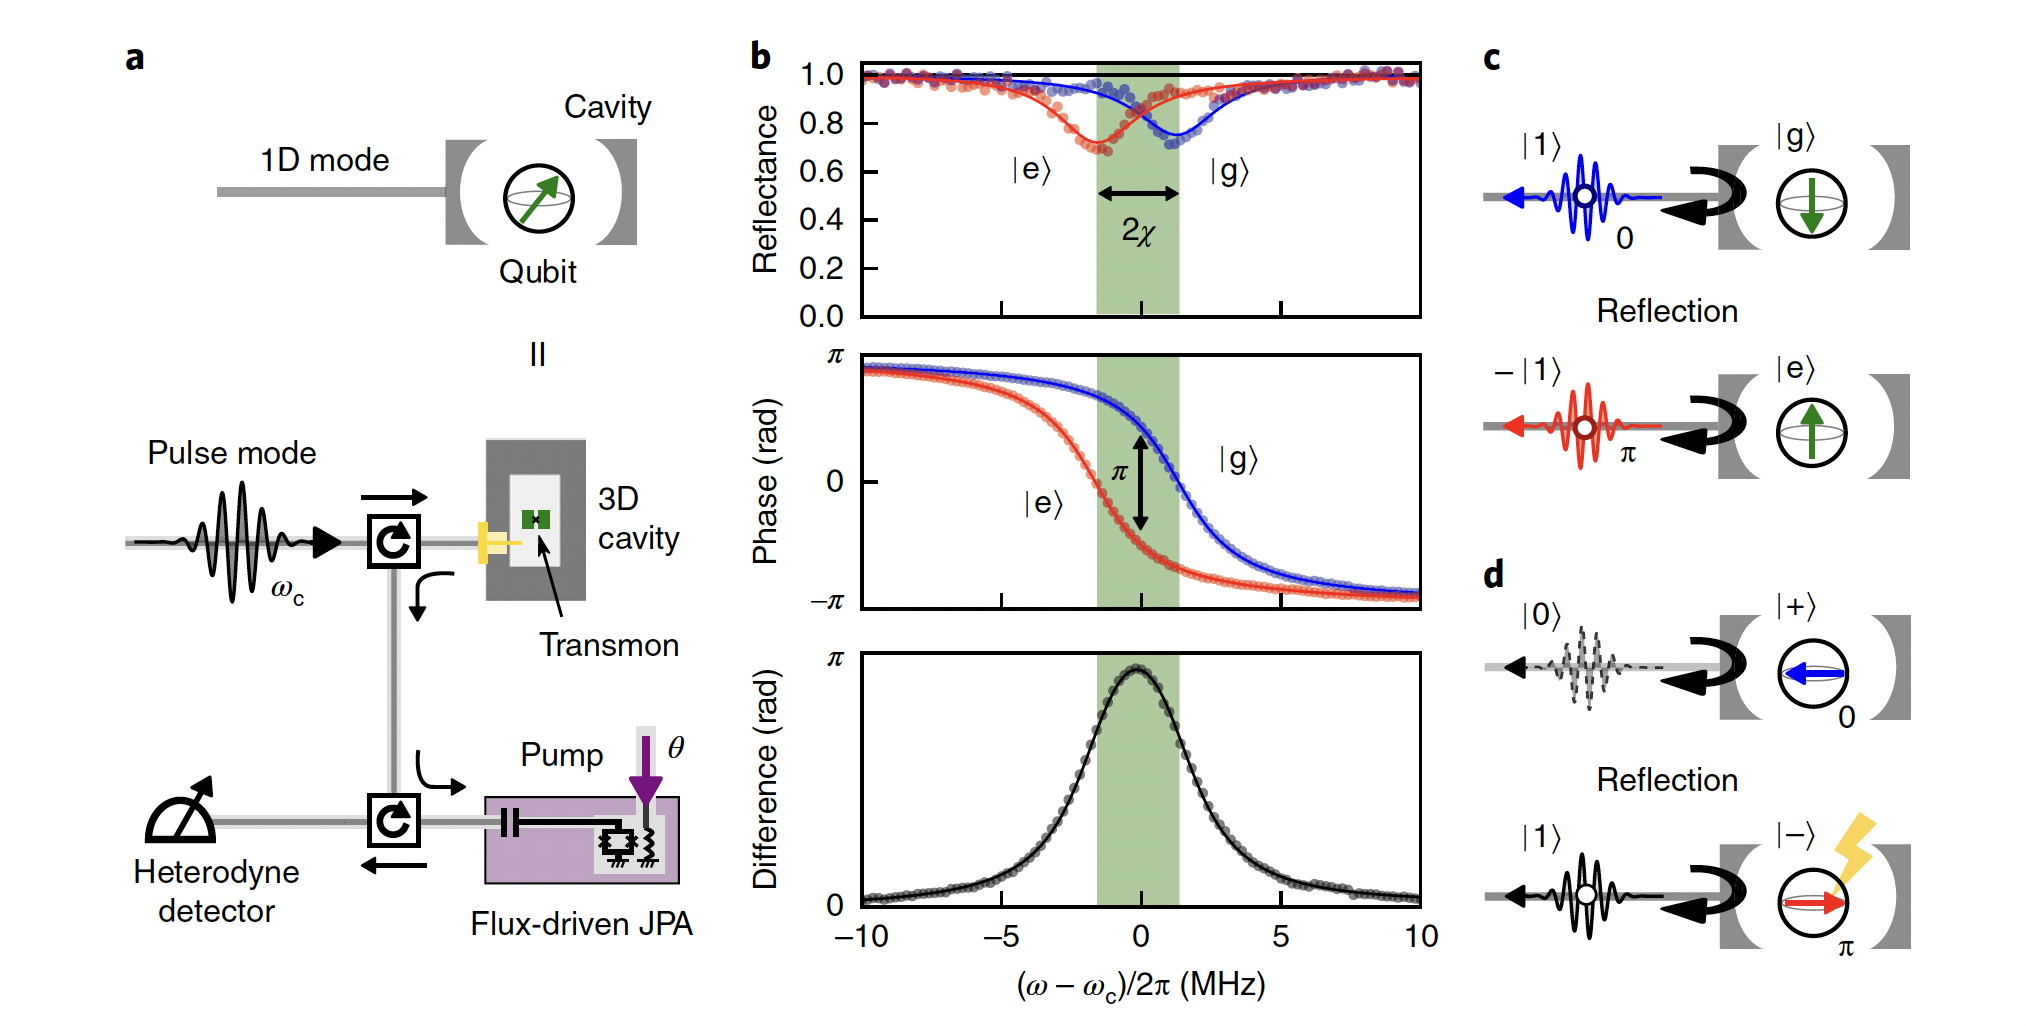 a
Cavity
1D mode
Qubit
=
Pulse mode
ω_c
3D
cavity
Transmon
Pump
θ
Heterodyne
detector
Flux-driven JPA
b
Reflectance
1.0
0.8
0.6
0.4
0.2
0.0
|e⟩
|g⟩
2χ
Phase (rad)
π
0
−π
π
|g⟩
|e⟩
Difference (rad)
π
0
−10
−5
0
5
10
(ω − ω_c)/2π (MHz)
c
|1⟩
|g⟩
0
Reflection
− |1⟩
|e⟩
π
d
|0⟩
|+⟩
0
Reflection
|1⟩
|−⟩
π